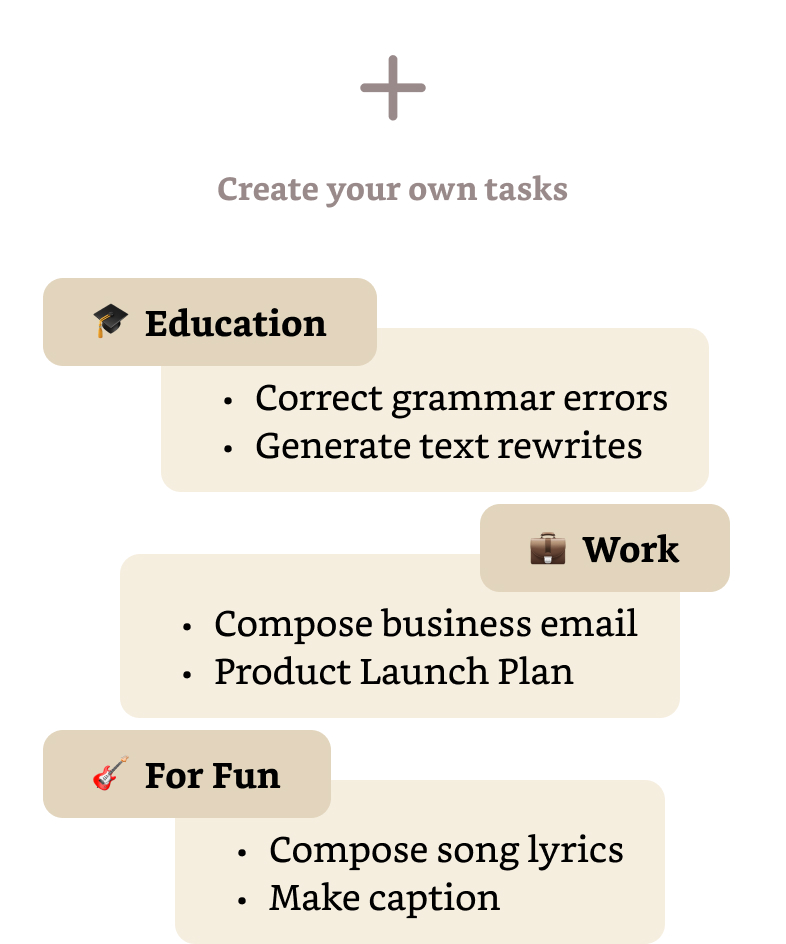 Create your own tasks
Education
• Correct grammar errors
• Generate text rewrites
Work
• Compose business email
• Product Launch Plan
For Fun
• Compose song lyrics
• Make caption